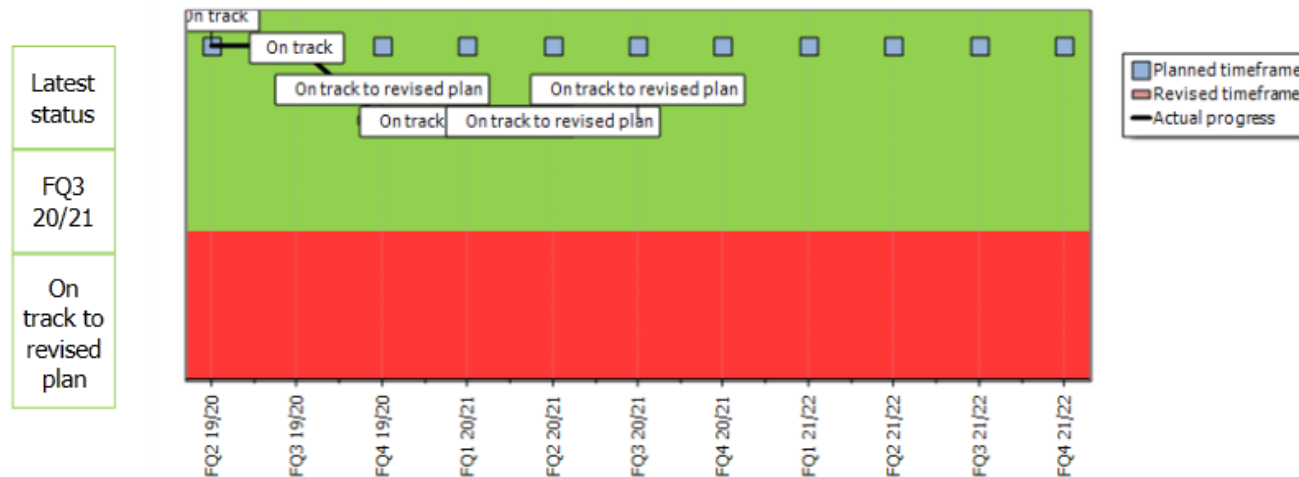 Latest
status
FQ3
20/21
On
track to
revised
plan
On track
On track
On track to revised plan
On track to revised plan
On track
On track to revised plan
FQ2 19/20
FQ3 19/20
FQ4 19/20
FQ1 20/21
FQ2 20/21
FQ3 20/21
FQ4 20/21
FQ1 21/22
FQ2 21/22
FQ3 21/22
FQ4 21/22
Planned timeframe
Revised timeframe
Actual progress